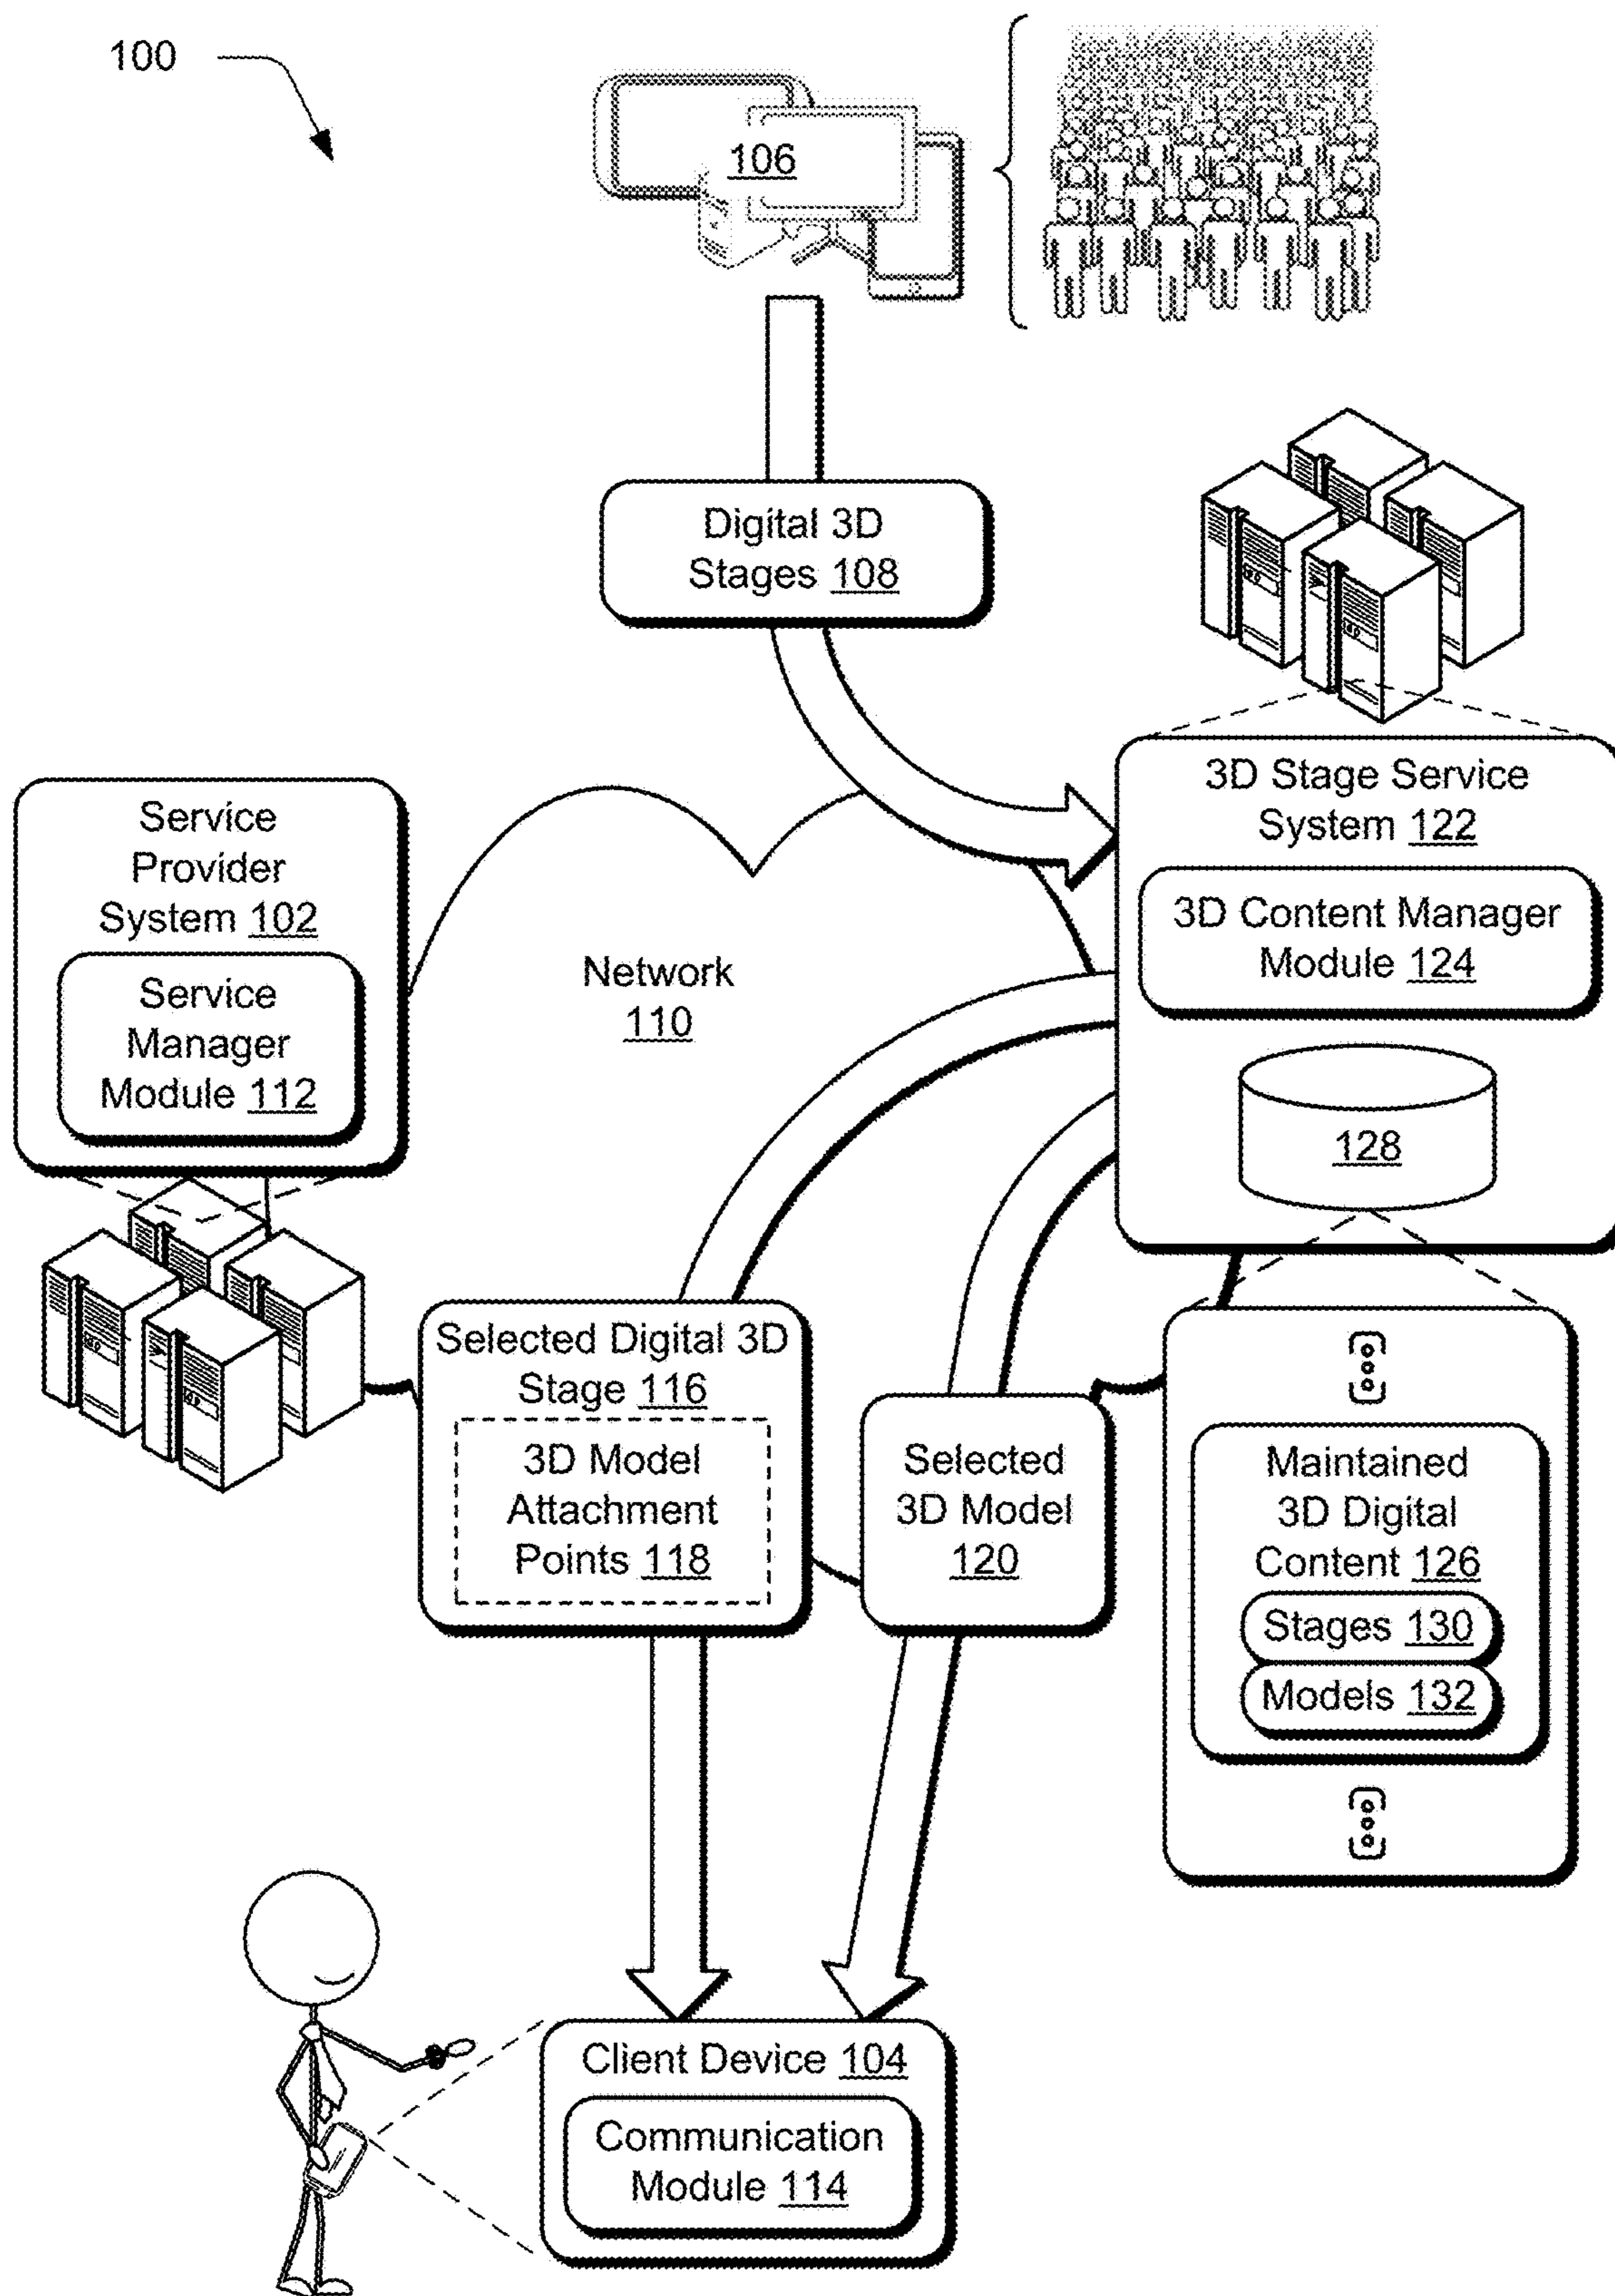 100
106
Digital 3D
Stages 108
3D Stage Service
System 122
3D Content Manager
Module 124
128
Service
Provider
System 102
Service
Manager
Module 112
Network
110
Selected Digital 3D
Stage 116
3D Model
Attachment
Points 118
Selected
3D Model
120
Maintained
3D Digital
Content 126
Stages 130
Models 132
Client Device 104
Communication
Module 114